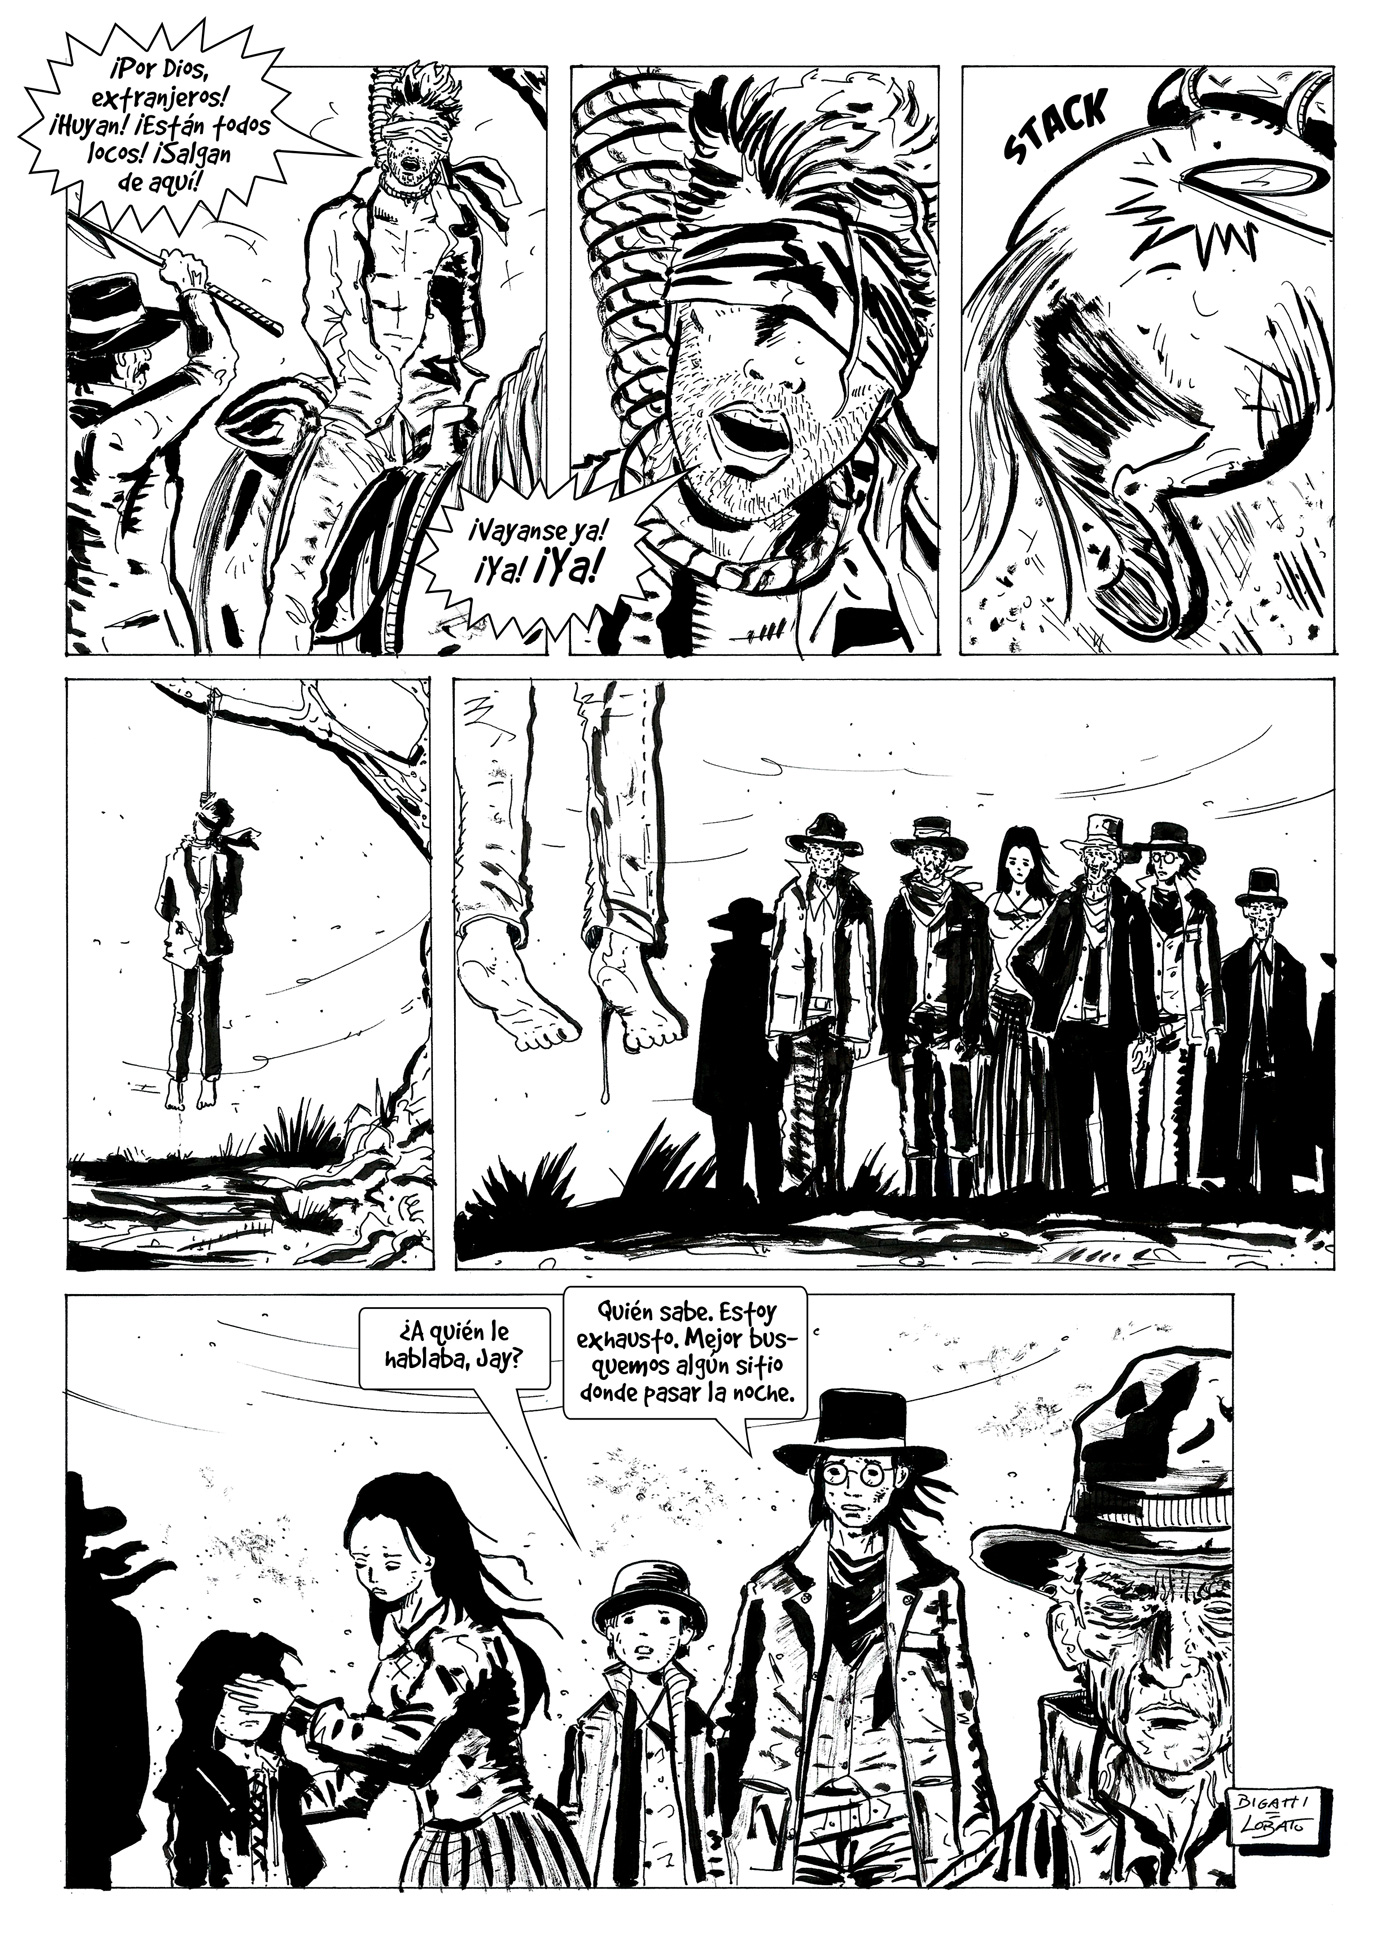 ¡Por Dios,
extranjeros!
¡Huyan! ¡Están todos
locos! ¡Salgan
de aquí!
¡Vayanse ya!
¡Ya! ¡Ya!
STACK
¿A quién le
hablaba, Jay?
Quién sabe. Estoy
exhausto. Mejor bus-
quemos algún sitio
donde pasar la noche.
BIGATTI
=
LOBATO